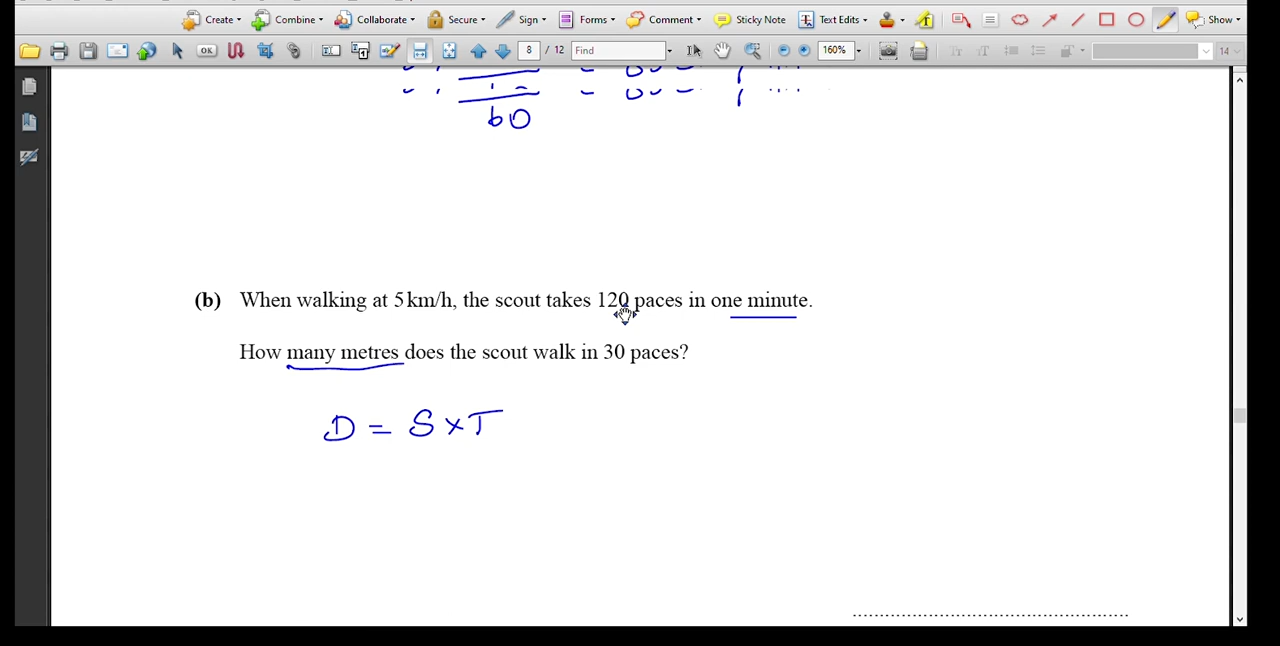 Create Combine Collaborate Secure Sign Forms Comment Sticky Note Text Edits Show
OK 8 / 12 Find 160% 14
60
(b) When walking at 5 km/h, the scout takes 120 paces in one minute.
How many metres does the scout walk in 30 paces?
D = S × T